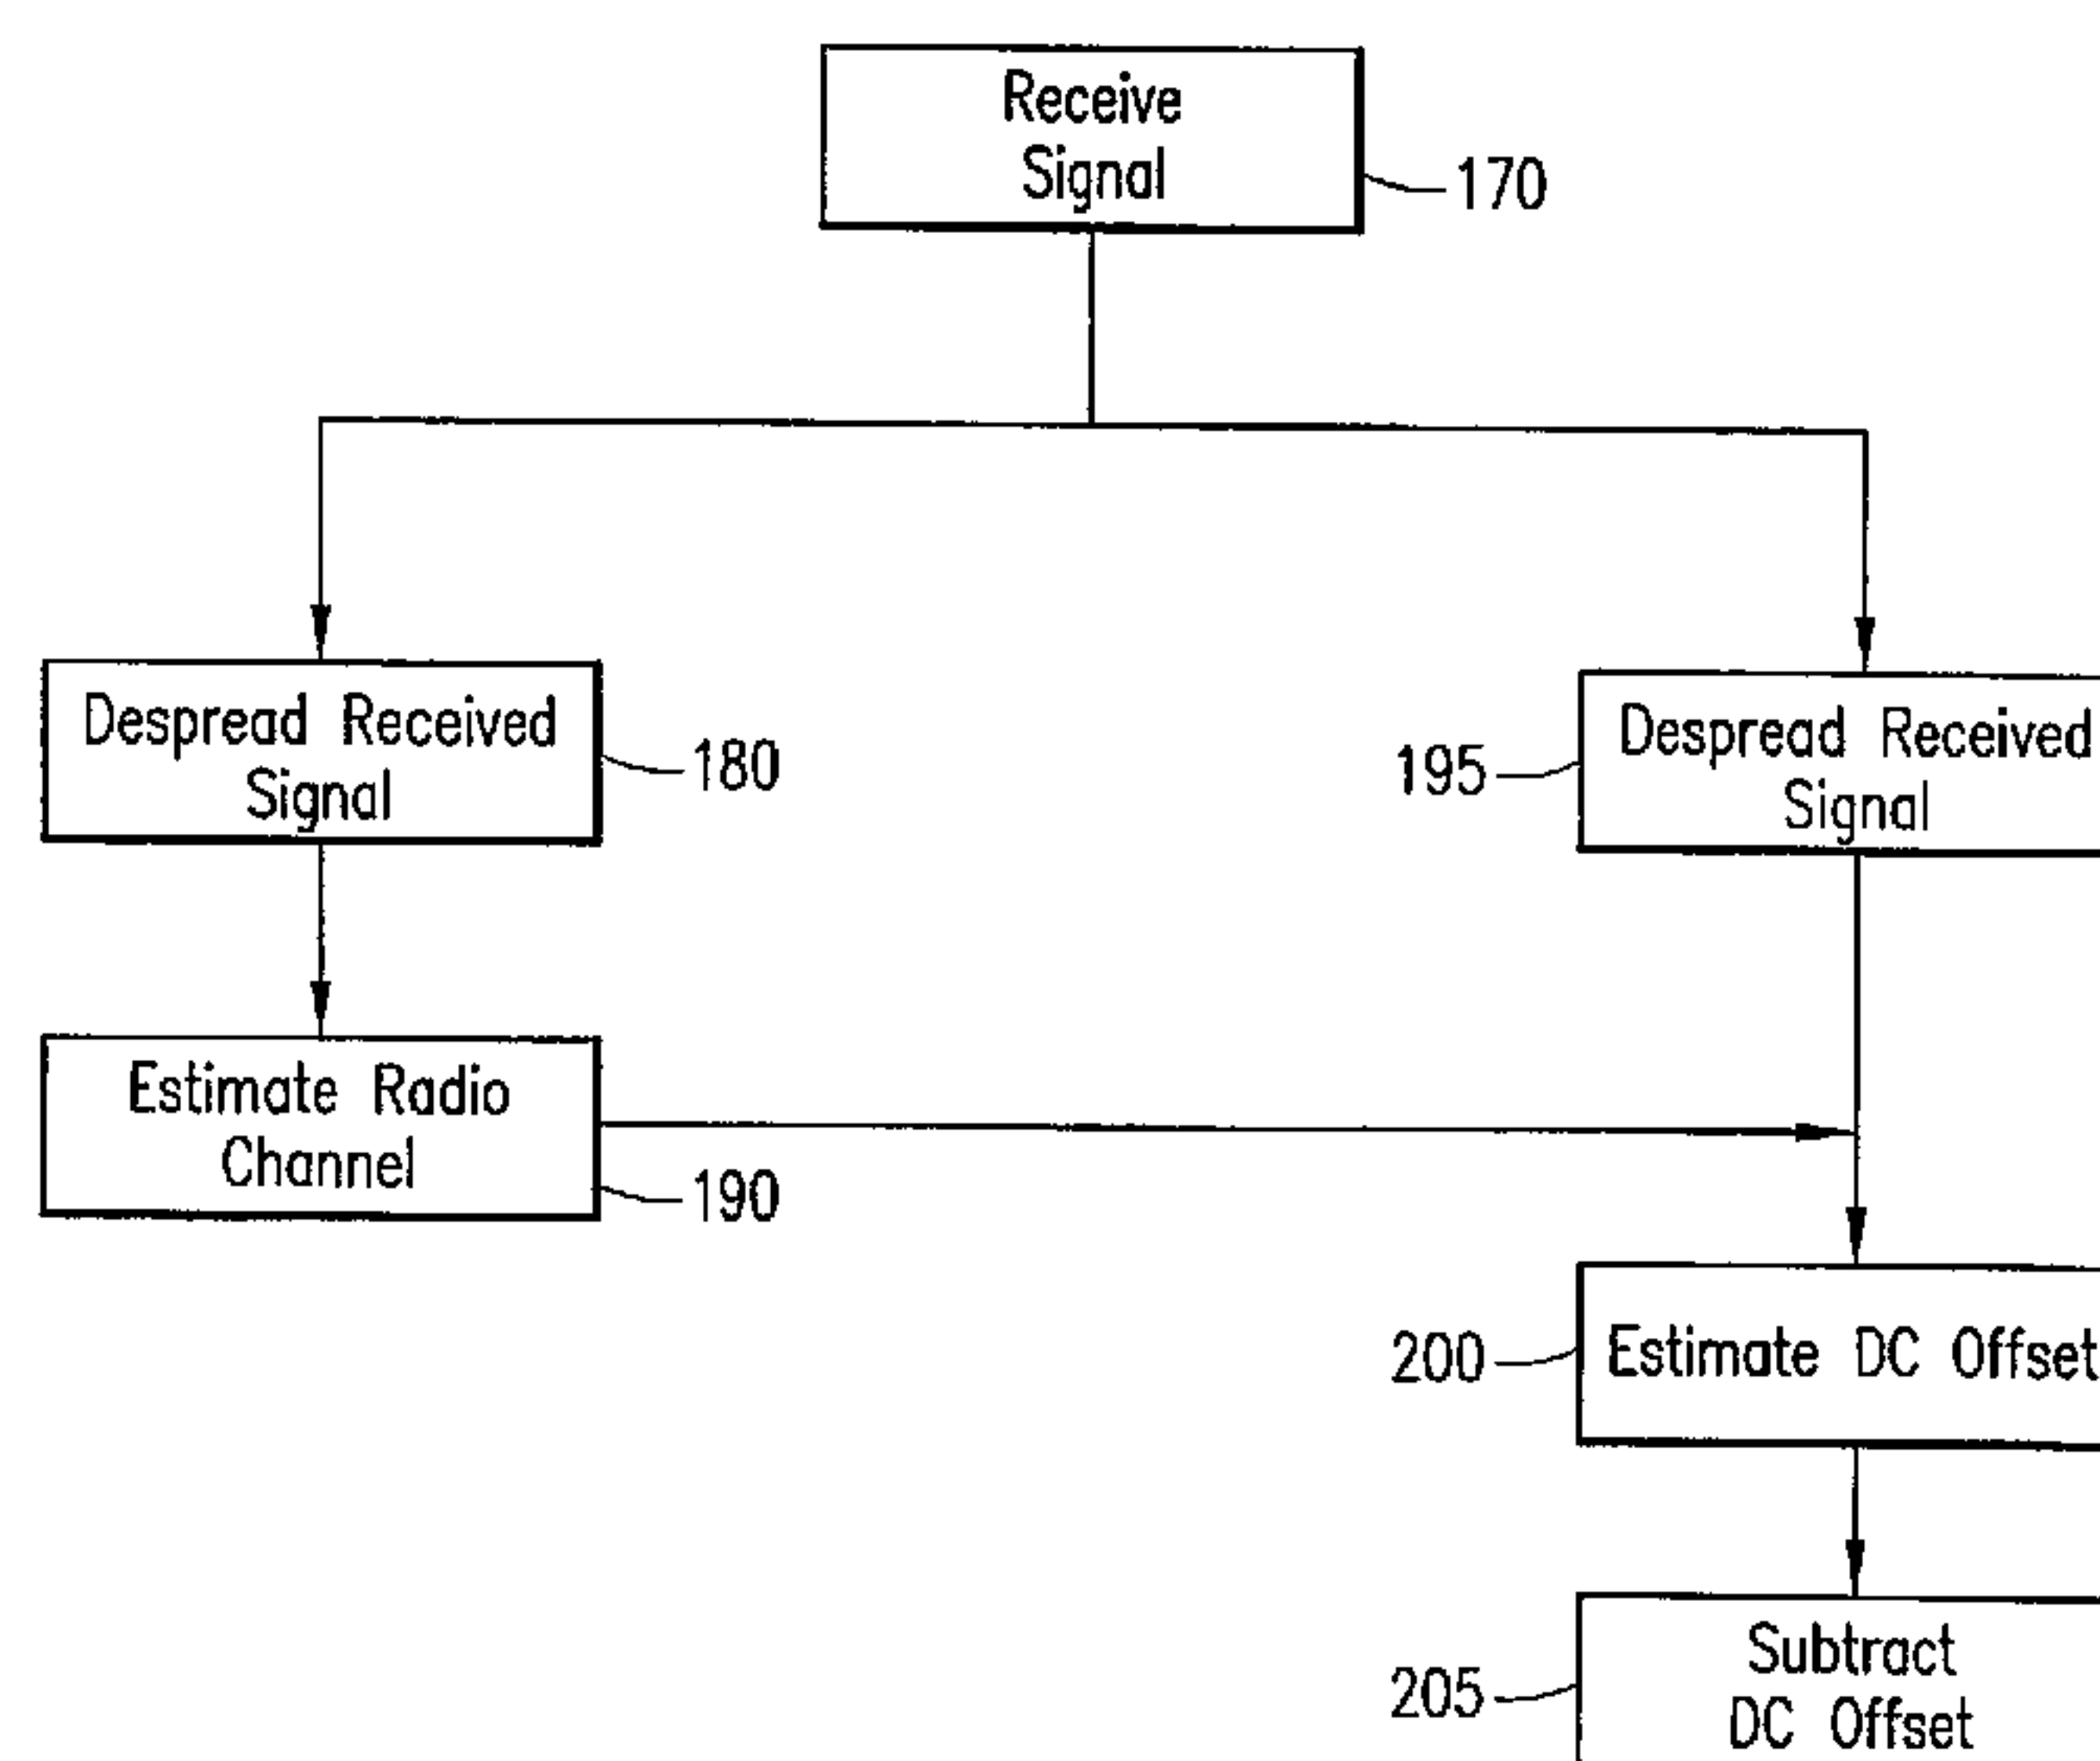 Receive
Signal
170
Despread Received
Signal
180
195
Despread Received
Signal
Estimate Radio
Channel
190
200
Estimate DC Offset
205
Subtract
DC Offset